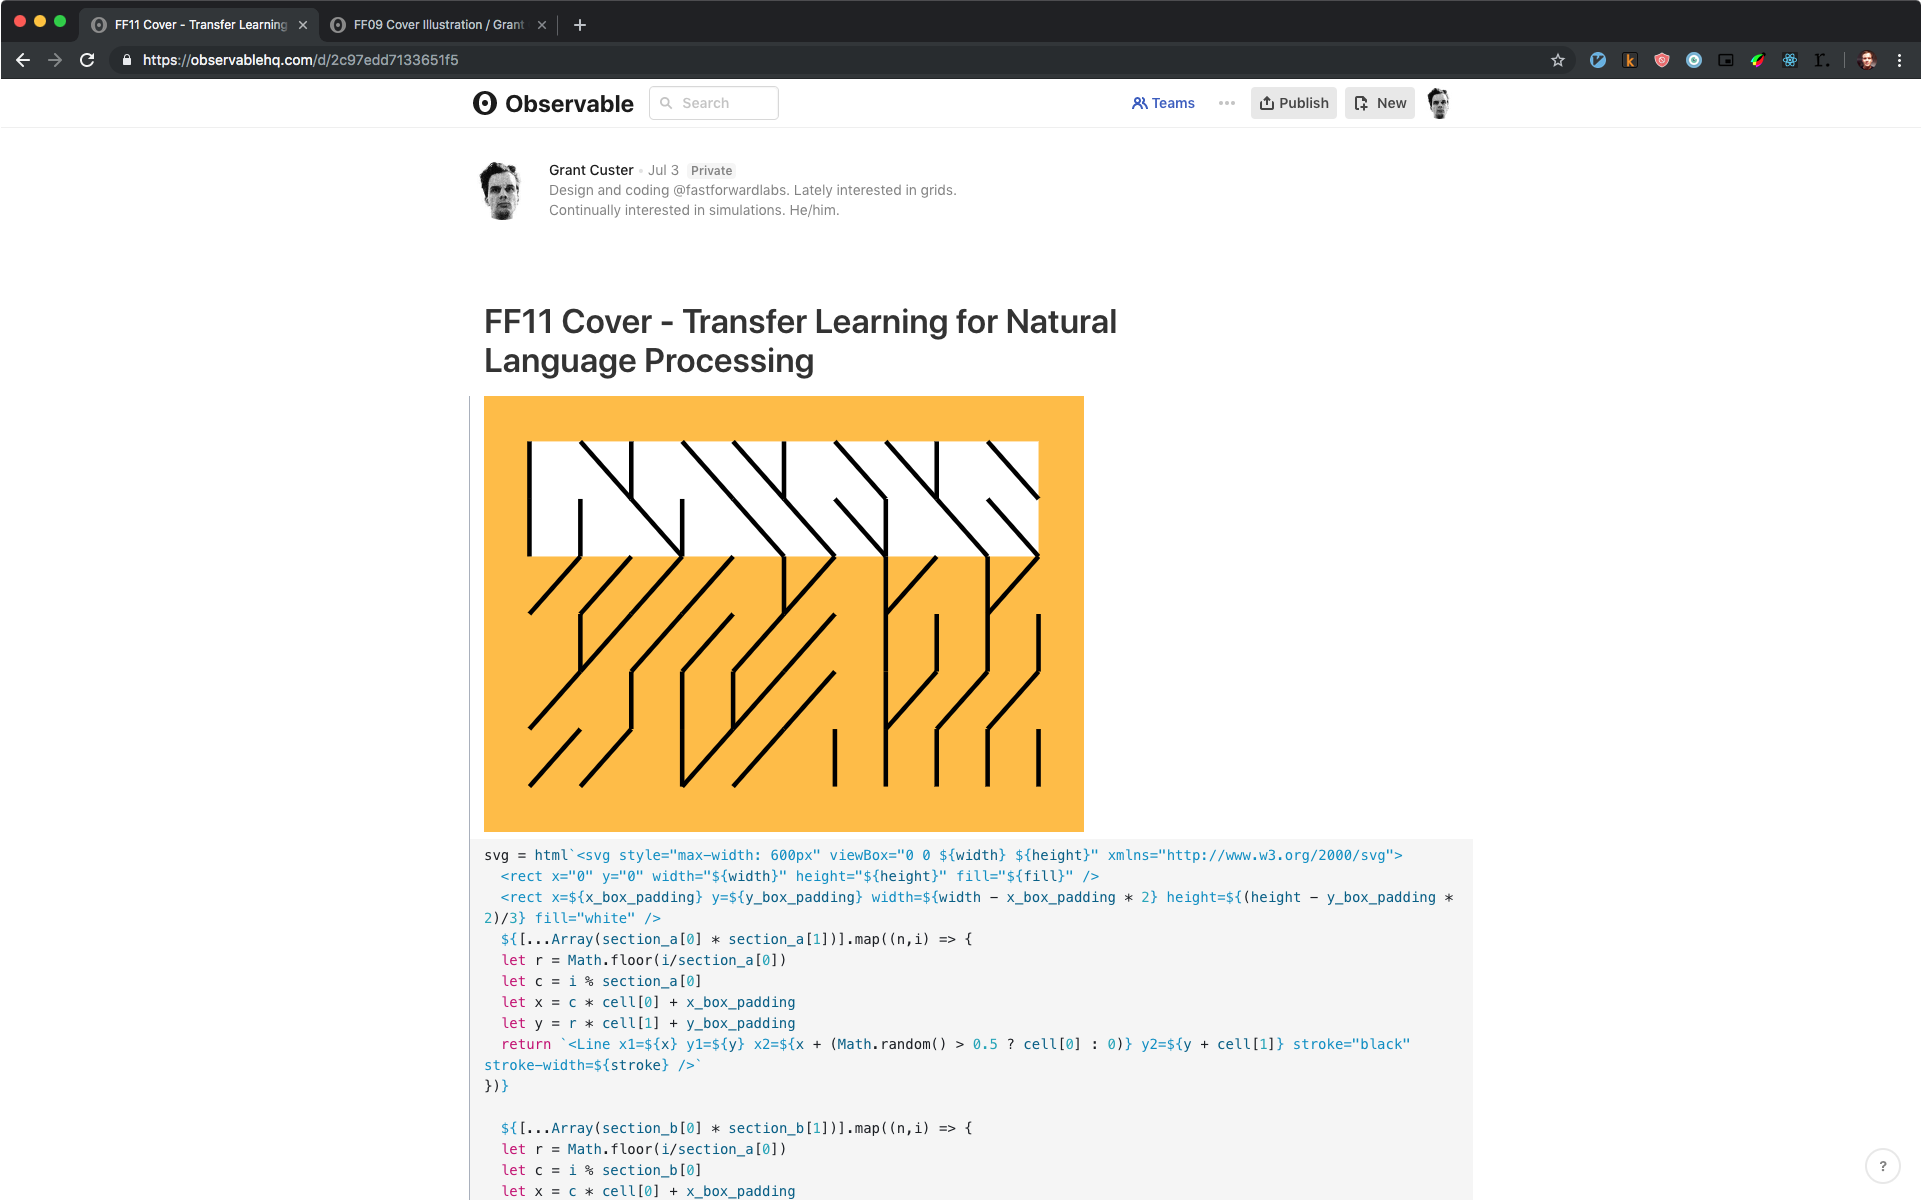 FF11 Cover - Transfer Learning
FF09 Cover Illustration / Grant
https://observablehq.com/d/2c97edd7133651f5
k
r.
Observable
Search
Teams
Publish
New
Grant Custer • Jul 3 Private
Design and coding @fastforwardlabs. Lately interested in grids.
Continually interested in simulations. He/him.
FF11 Cover - Transfer Learning for Natural
Language Processing
svg = html`<svg style="max-width: 600px" viewBox="0 0 ${width} ${height}" xmlns="http://www.w3.org/2000/svg">
<rect x="0" y="0" width="${width}" height="${height}" fill="${fill}" />
<rect x=${x_box_padding} y=${y_box_padding} width=${width - x_box_padding * 2} height=${(height - y_box_padding *
2)/3} fill="white" />
${[...Array(section_a[0] * section_a[1])].map((n,i) => {
let r = Math.floor(i/section_a[0])
let c = i % section_a[0]
let x = c * cell[0] + x_box_padding
let y = r * cell[1] + y_box_padding
return `<Line x1=${x} y1=${y} x2=${x + (Math.random() > 0.5 ? cell[0] : 0)} y2=${y + cell[1]} stroke="black"
stroke-width=${stroke} />`
})}
${[...Array(section_b[0] * section_b[1])].map((n,i) => {
let r = Math.floor(i/section_a[0])
let c = i % section_b[0]
let x = c * cell[0] + x_box_padding
?